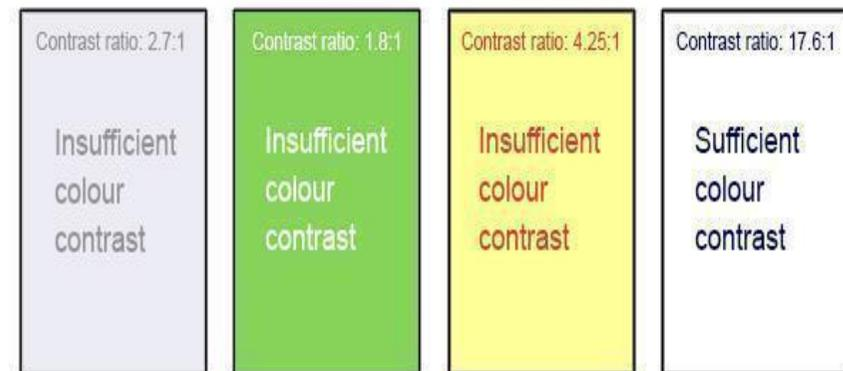 Contrast ratio: 2.7:1
Insufficient
colour
contrast
Contrast ratio: 1.8:1
Insufficient
colour
contrast
Contrast ratio: 4.25:1
Insufficient
colour
contrast
Contrast ratio: 17.6:1
Sufficient
colour
contrast